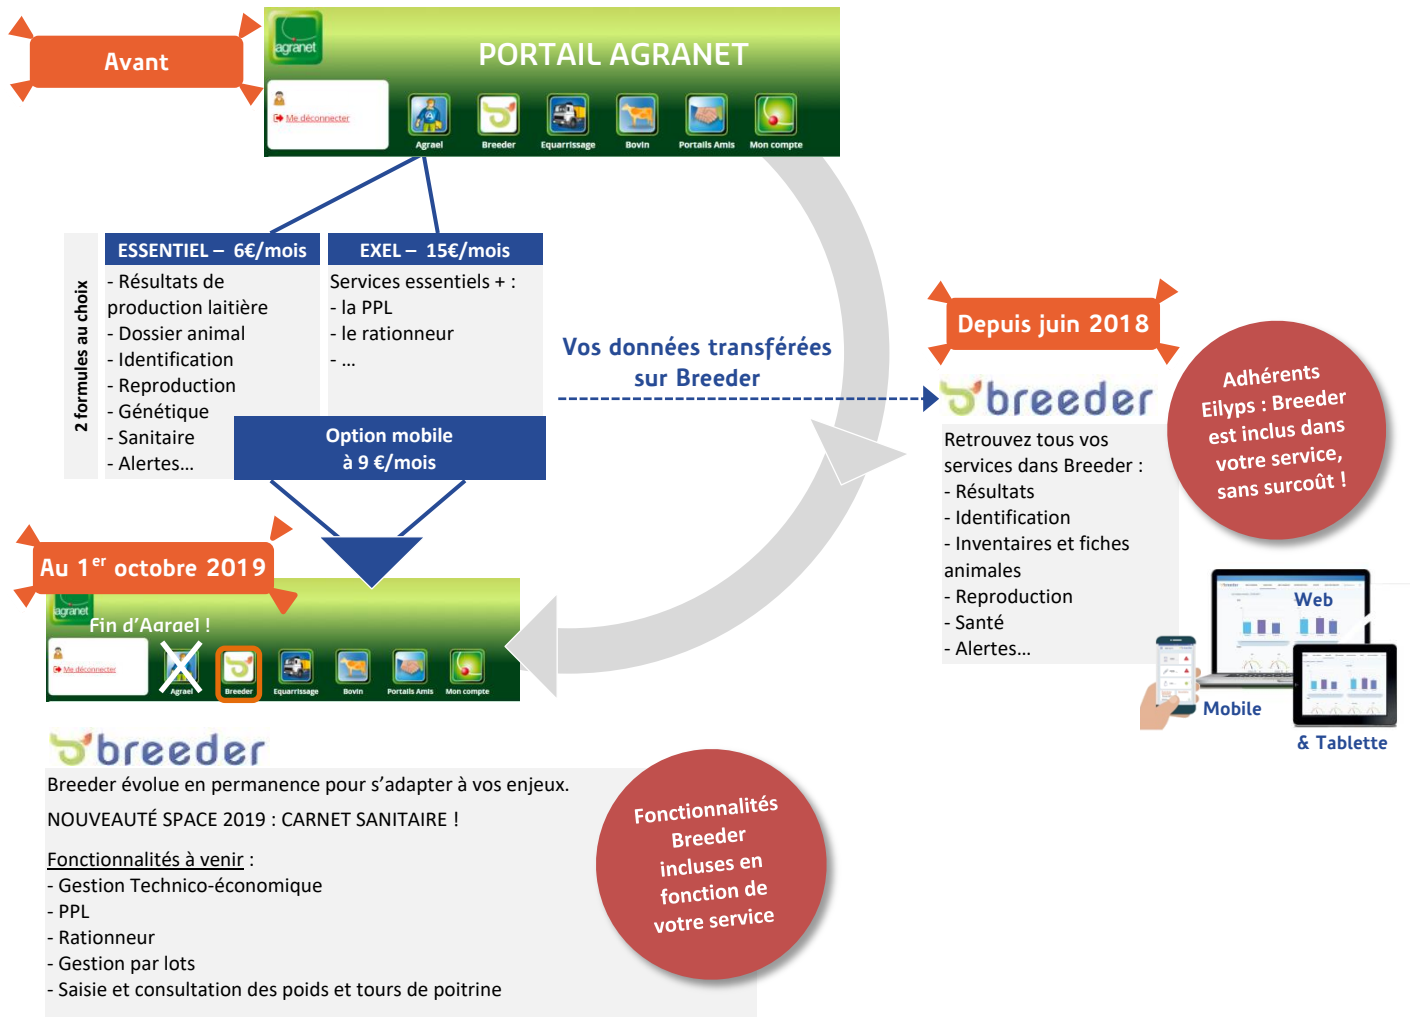 Avant
agranet
PORTAIL AGRANET
Me déconnecter
Agrael
Breeder
Equarrissage
Bovin
Portails Amis
Mon compte
2 formules au choix
ESSENTIEL – 6€/mois
- Résultats de
production laitière
- Dossier animal
- Identification
- Reproduction
- Génétique
- Sanitaire
- Alertes...
EXEL – 15€/mois
Services essentiels + :
- la PPL
- le rationneur
- ...
Option mobile
à 9 €/mois
Vos données transférées
sur Breeder
Depuis juin 2018
breeder
Retrouvez tous vos
services dans Breeder :
- Résultats
- Identification
- Inventaires et fiches
animales
- Reproduction
- Santé
- Alertes...
Adhérents
Eilyps : Breeder
est inclus dans
votre service,
sans surcoût !
Web
Mobile
& Tablette
Au 1er octobre 2019
agranet
Fin d'Agrael !
Me déconnecter
Agrael
Breeder
Equarrissage
Bovin
Portails Amis
Mon compte
breeder
Breeder évolue en permanence pour s'adapter à vos enjeux.
NOUVEAUTÉ SPACE 2019 : CARNET SANITAIRE !
Fonctionnalités à venir :
- Gestion Technico-économique
- PPL
- Rationneur
- Gestion par lots
- Saisie et consultation des poids et tours de poitrine
Fonctionnalités
Breeder
incluses en
fonction de
votre service